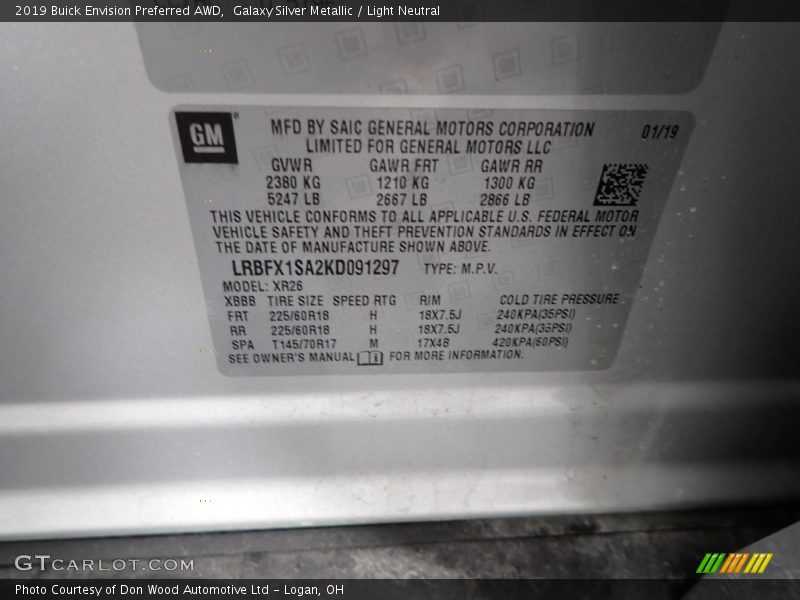 2019 Buick Envision Preferred AWD,  Galaxy Silver Metallic / Light Neutral
GM
MFD BY SAIC GENERAL MOTORS CORPORATION 01/19
LIMITED FOR GENERAL MOTORS LLC
GVWR GAWR FRT GAWR RR
2380 KG 1210 KG 1300 KG
5247 LB 2667 LB 2866 LB
THIS VEHICLE CONFORMS TO ALL APPLICABLE U.S. FEDERAL MOTOR
VEHICLE SAFETY AND THEFT PREVENTION STANDARDS IN EFFECT ON
THE DATE OF MANUFACTURE SHOWN ABOVE.
LRBFX1SA2KD091297 TYPE: M.P.V.
MODEL: XR26
XBBB TIRE SIZE SPEED RTG RIM COLD TIRE PRESSURE
FRT 225/60R18 H 18X7.5J 240KPA(35PSI)
RR 225/60R18 H 18X7.5J 240KPA(35PSI)
SPA T145/70R17 M 17X4B 420KPA(60PSI)
SEE OWNER'S MANUAL FOR MORE INFORMATION.
GTCARLOT.COM
Photo Courtesy of Don Wood Automotive Ltd - Logan, OH